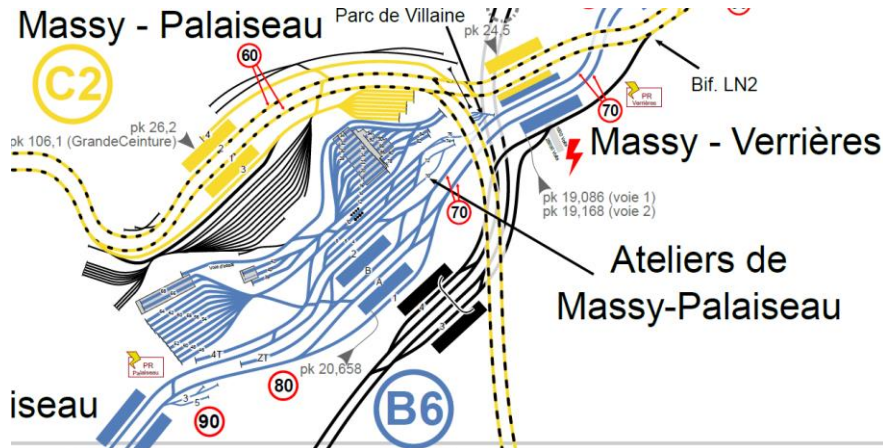 Massy - Palaiseau
Parc de Villaine
pk 24,5
60
C2
Bif. LN2
70
PR
Verrières
pk 26,2
pk 106,1 (GrandeCeinture)
4
2
1
3
Massy - Verrières
pk 19,086 (voie 1)
pk 19,168 (voie 2)
70
Ateliers de
Massy-Palaiseau
2
B
A
1
4
3
PR
Palaiseau
4T
ZT
pk 20,658
80
iseau
3
5
90
B6